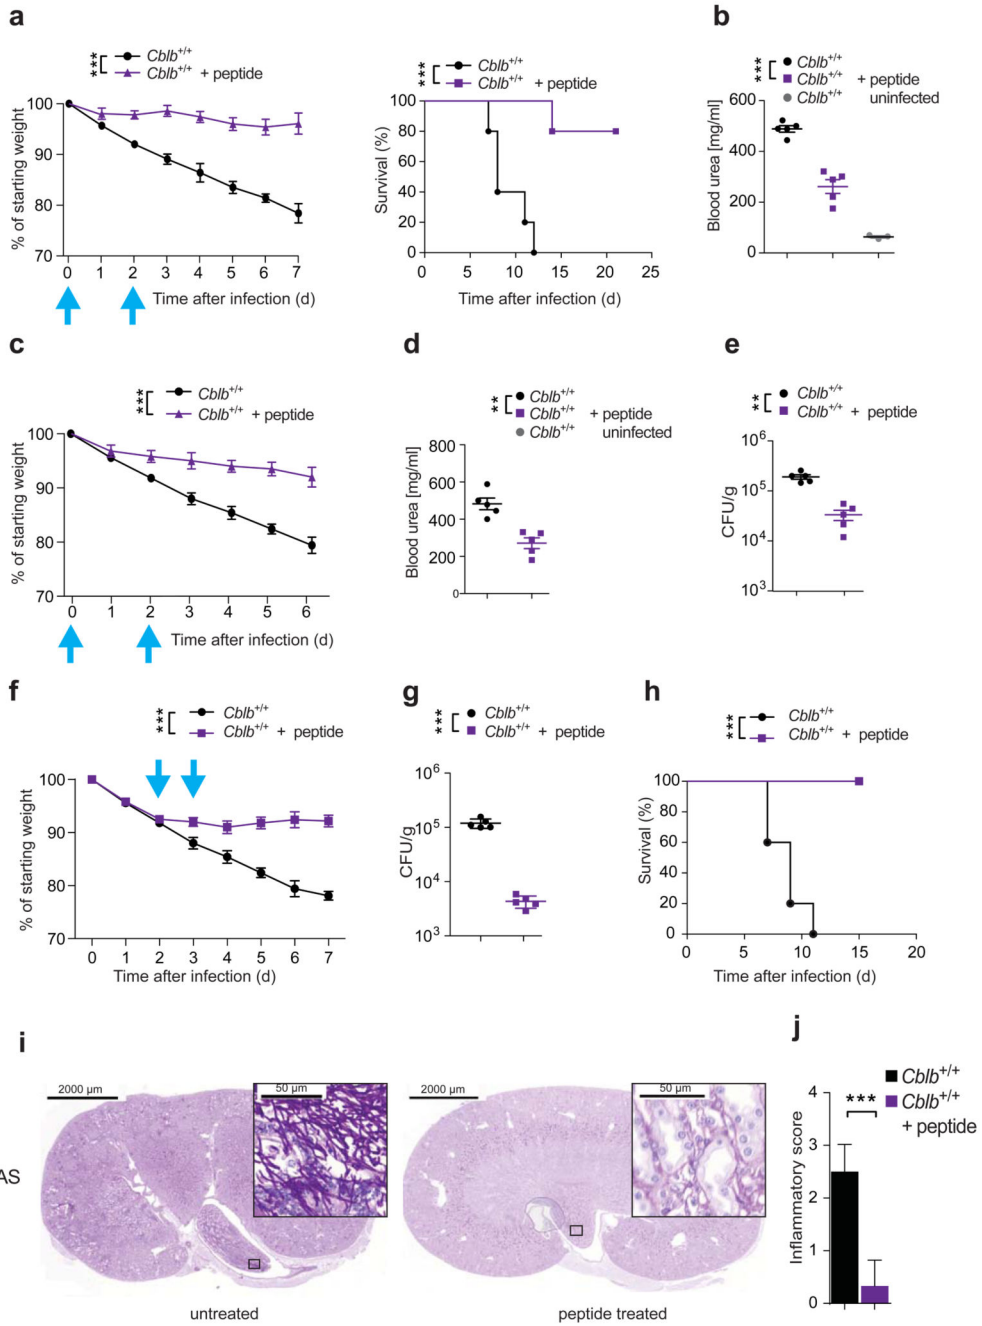 a
*** Cblb+/+
Cblb+/+ + peptide
% of starting weight
100
90
80
70
0 1 2 3 4 5 6 7
Time after infection (d)
*** Cblb+/+
Cblb+/+ + peptide
Survival (%)
100
80
60
40
20
0
0 5 10 15 20 25
Time after infection (d)
b
*** Cblb+/+
Cblb+/+ + peptide
Cblb+/+ uninfected
Blood urea [mg/ml]
600
400
200
0
c
*** Cblb+/+
Cblb+/+ + peptide
% of starting weight
100
90
80
70
0 1 2 3 4 5 6
Time after infection (d)
d
** Cblb+/+
Cblb+/+ + peptide
Cblb+/+ uninfected
Blood urea [mg/ml]
800
600
400
200
0
e
** Cblb+/+
Cblb+/+ + peptide
CFU/g
10^6
10^5
10^4
10^3
f
*** Cblb+/+
Cblb+/+ + peptide
% of starting weight
100
90
80
70
0 1 2 3 4 5 6 7
Time after infection (d)
g
*** Cblb+/+
Cblb+/+ + peptide
CFU/g
10^6
10^5
10^4
10^3
h
*** Cblb+/+
Cblb+/+ + peptide
Survival (%)
100
80
60
40
20
0
0 5 10 15 20
Time after infection (d)
i
2000 µm
50 µm
2000 µm
50 µm
AS
untreated
peptide treated
j
Cblb+/+
Cblb+/+
+ peptide
***
Inflammatory score
4
3
2
1
0